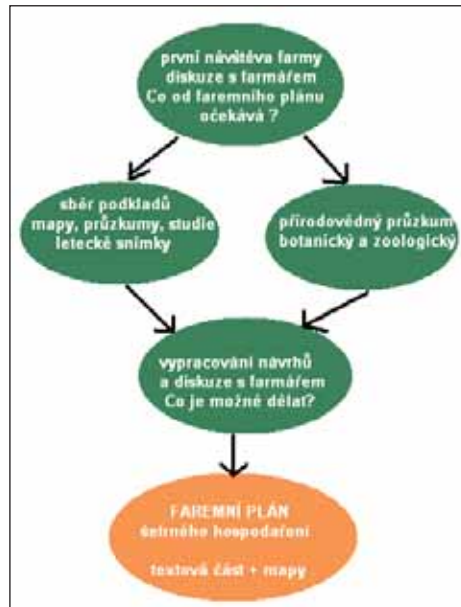 první návštěva farmy
diskuze s farmářem
Co od faremního plánu
očekává ?
sběr podkladů
mapy, průzkumy, studie
letecké snímky
přírodovědný průzkum
botanický a zoologický
vypracování návrhů
a diskuze s farmářem
Co je možné dělat?
FAREMNÍ PLÁN
šetrného hospodaření
textová část + mapy